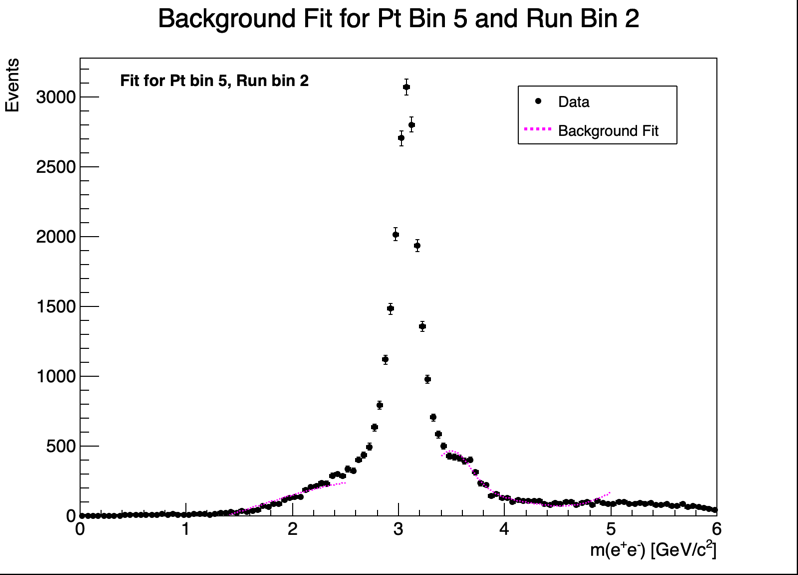 Background Fit for Pt Bin 5 and Run Bin 2
Events
Fit for Pt bin 5, Run bin 2
Data
Background Fit
3000
2500
2000
1500
1000
500
0
0 1 2 3 4 5 6
m(e⁺e⁻) [GeV/c²]